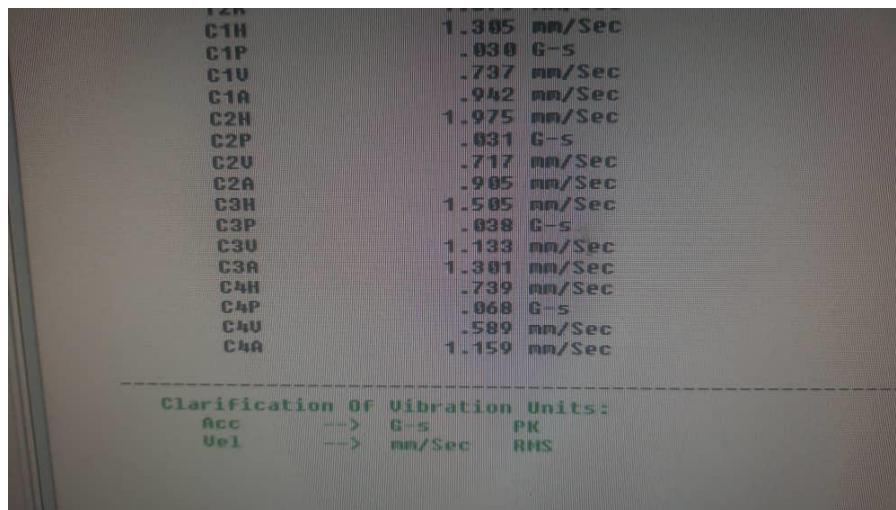 C1H 1.305 mm/Sec
C1P .030 G-s
C1V .737 mm/Sec
C1A .942 mm/Sec
C2H 1.975 mm/Sec
C2P .031 G-s
C2V .717 mm/Sec
C2A .905 mm/Sec
C3H 1.505 mm/Sec
C3P .038 G-s
C3V 1.133 mm/Sec
C3A 1.301 mm/Sec
C4H .739 mm/Sec
C4P .068 G-s
C4V .589 mm/Sec
C4A 1.159 mm/Sec
--------------------------------------------------------------------------------
Clarification Of Vibration Units:
Acc --> G-s PK
Vel --> mm/Sec RMS